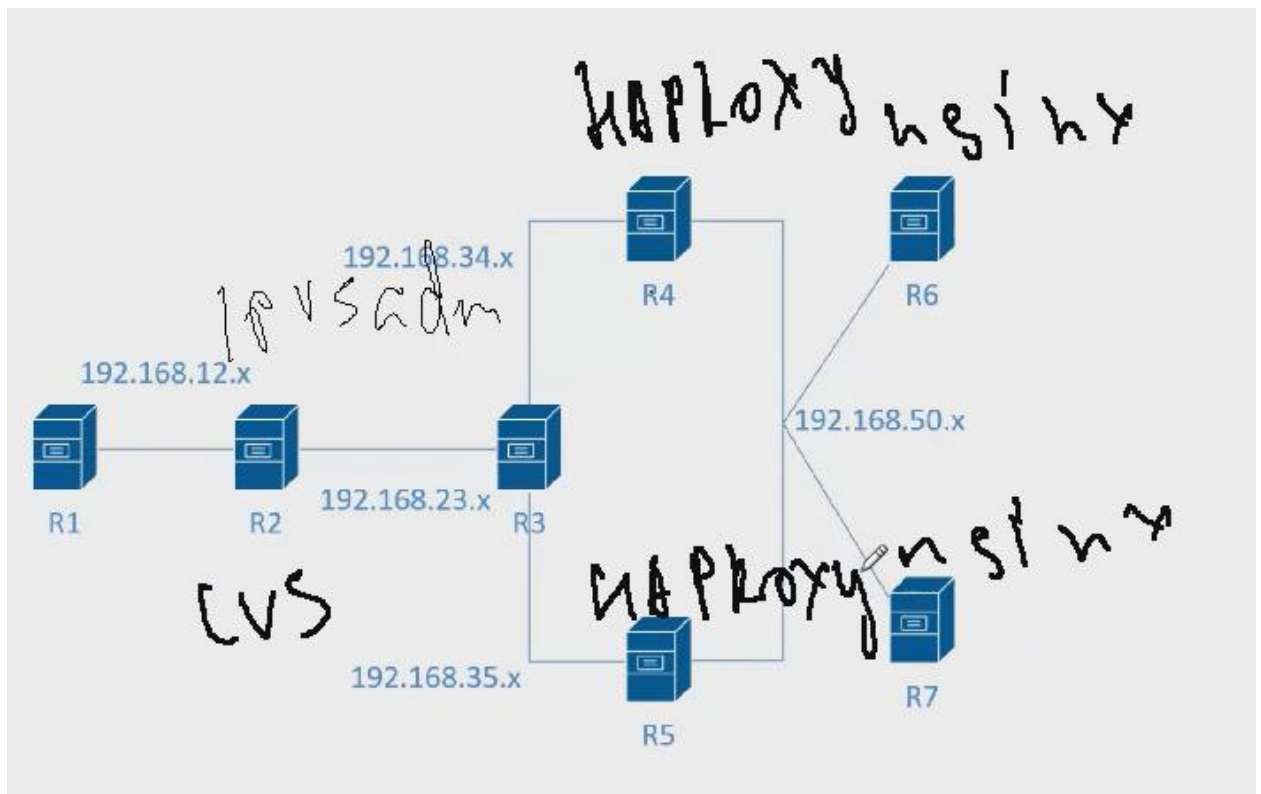 HAPROXY nginx
R4
R6
192.168.34.x
ipvsadm
192.168.12.x
192.168.50.x
R1
R2
R3
192.168.23.x
LVS
HAPROXY nginx
192.168.35.x
R5
R7